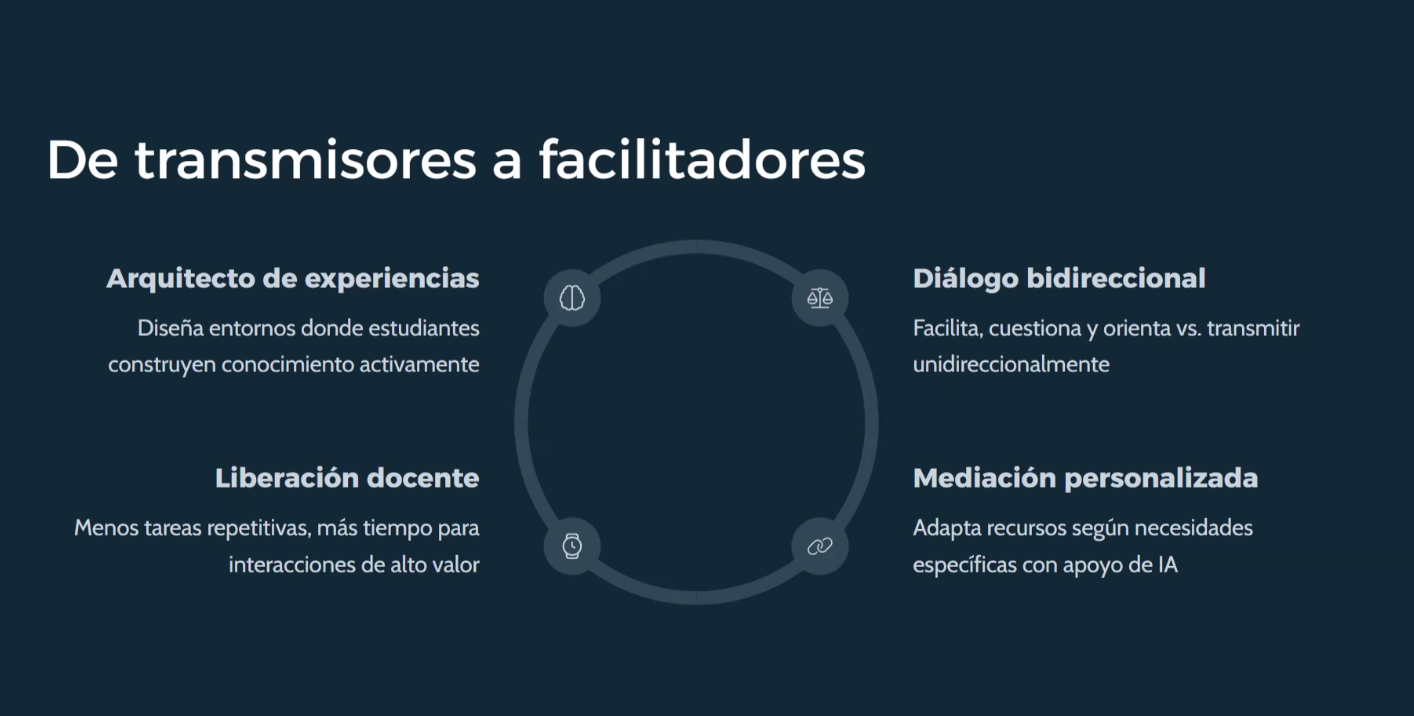 De transmisores a facilitadores
Arquitecto de experiencias
Diseña entornos donde estudiantes
construyen conocimiento activamente
Diálogo bidireccional
Facilita, cuestiona y orienta vs. transmitir
unidireccionalmente
Liberación docente
Menos tareas repetitivas, más tiempo para
interacciones de alto valor
Mediación personalizada
Adapta recursos según necesidades
específicas con apoyo de IA